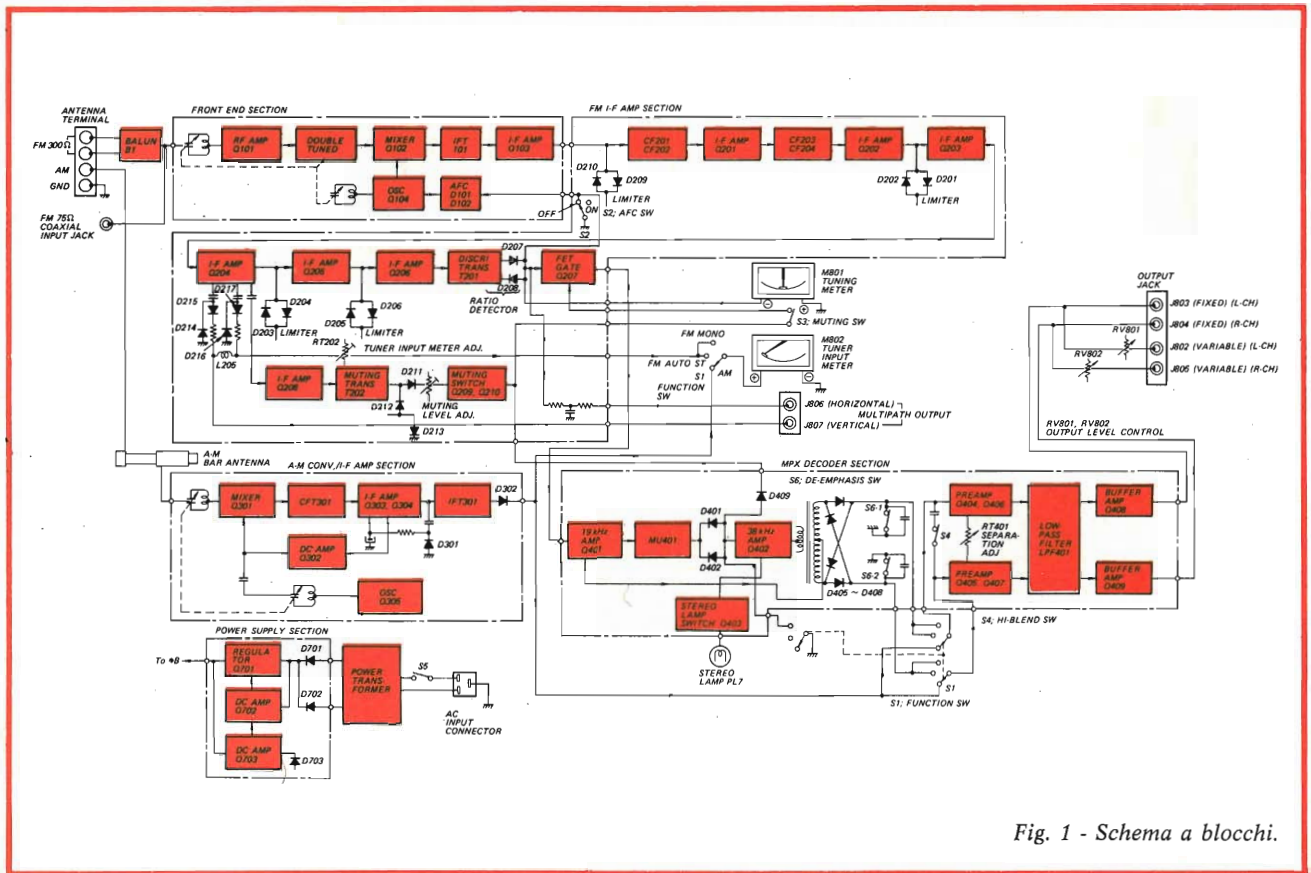 ANTENNA
TERMINAL
FM 300Ω
AM
GND
FM 75Ω
COAXIAL
INPUT JACK
BALUN
B1
FRONT END SECTION
RF AMP
Q101
DOUBLE
TUNED
MIXER
Q102
IFT
101
I-F AMP
Q103
OSC
Q104
AFC
D101
D102
OFF
ON
S2; AFC SW
S2
FM I-F AMP SECTION
D210
D209
LIMITER
CF201
CF202
I-F AMP
Q201
CF203
CF204
I-F AMP
Q202
D202
D201
LIMITER
I-F AMP
Q203
I-F AMP
Q204
I-F AMP
Q205
I-F AMP
Q206
DISCRI
TRANS
T201
D207
D208
RATIO
DETECTOR
FET
GATE
Q207
D215
D217
D214
D216
L205
D204
D203
LIMITER
D206
D205
LIMITER
RT202
TUNER INPUT METER ADJ.
I-F AMP
Q208
MUTING
TRANS
T202
D211
D212
D213
MUTING
LEVEL ADJ.
MUTING
SWITCH
Q209, Q210
M801
TUNING
METER
S3; MUTING SW
FM MONO
FM AUTO ST
AM
S1
FUNCTION
SW
M802
TUNER
INPUT
METER
J806 (HORIZONTAL)
J807 (VERTICAL)
MULTIPATH OUTPUT
OUTPUT
JACK
J803 (FIXED) (L-CH)
J804 (FIXED) (R-CH)
J802 (VARIABLE) (L-CH)
J805 (VARIABLE) (R-CH)
RV801
RV802
RV801, RV802
OUTPUT LEVEL CONTROL
A-M
BAR ANTENNA
A-M CONV./I-F AMP SECTION
MIXER
Q301
CFT301
I-F AMP
Q303, Q304
IFT301
D302
D301
DC AMP
Q302
OSC
Q305
MPX DECODER SECTION
S6; DE-EMPHASIS SW
D409
19 kHz
AMP
Q401
MU401
D401
D402
38 kHz
AMP
Q402
S6-1
S6-2
D405 ~ D408
STEREO
LAMP
SWITCH Q403
STEREO
LAMP PL7
S4
PREAMP
Q404, Q406
RT401
SEPARA-
TION
ADJ
PREAMP
Q405, Q407
LOW
PASS
FILTER
LPF401
BUFFER
AMP
Q408
BUFFER
AMP
Q409
S4; HI-BLEND SW
S1
S1; FUNCTION SW
POWER SUPPLY SECTION
REGULA
TOR
Q701
DC AMP
Q702
DC AMP
Q703
D701
D702
D703
POWER
TRANS-
FORMER
S5
AC
INPUT
CONNECTOR
Fig. 1 - Schema a blocchi.